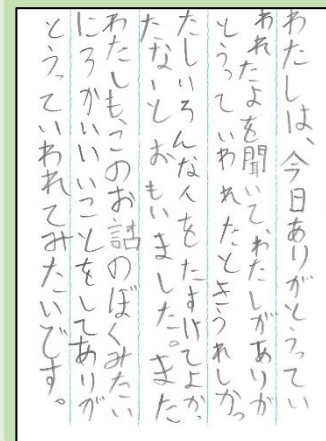 わたしは、今日ありがとうってい
われたよを聞いて、わたしがありが
とうっていわれたときうれしかっ
たしいろんな人をたすけてよかっ
たなーとおもいました。また
わたしも、このお話のぼくみたい
に3かいいいことをしてありが
とうっていわれてみたいです。